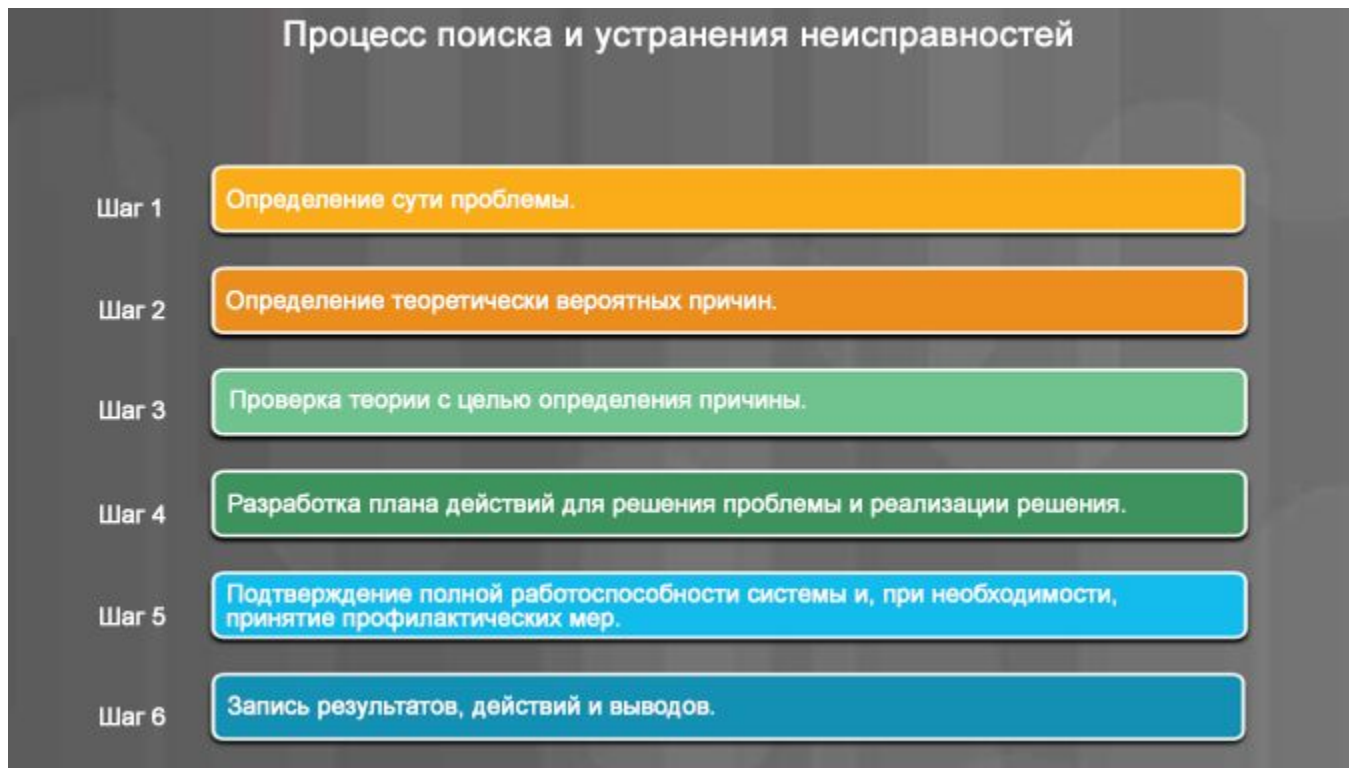 Процесс поиска и устранения неисправностей
Шаг 1
Определение сути проблемы.
Шаг 2
Определение теоретически вероятных причин.
Шаг 3
Проверка теории с целью определения причины.
Шаг 4
Разработка плана действий для решения проблемы и реализации решения.
Шаг 5
Подтверждение полной работоспособности системы и, при необходимости,
принятие профилактических мер.
Шаг 6
Запись результатов, действий и выводов.